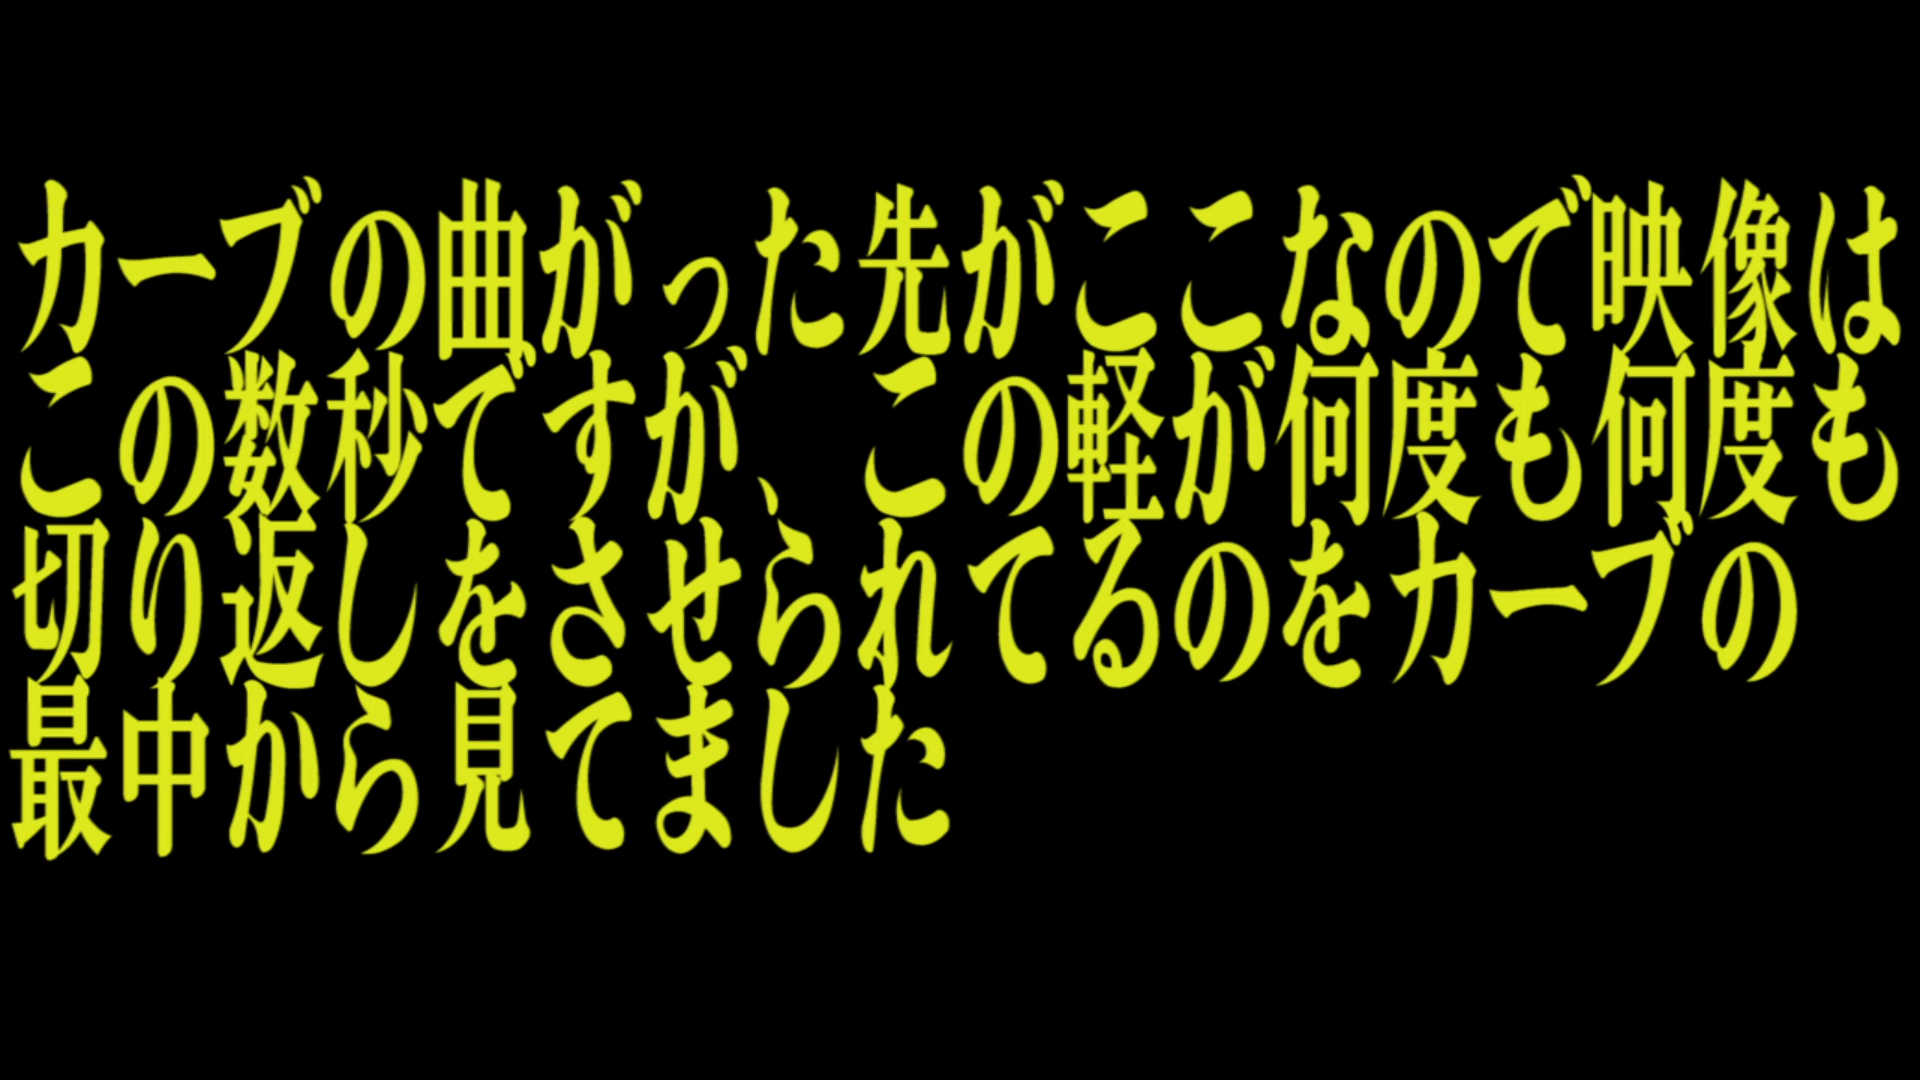 カーブの曲がった先がここなので映像は
この数秒ですが、この軽が何度も何度も
切り返しをさせられてるのをカーブの
最中から見てました